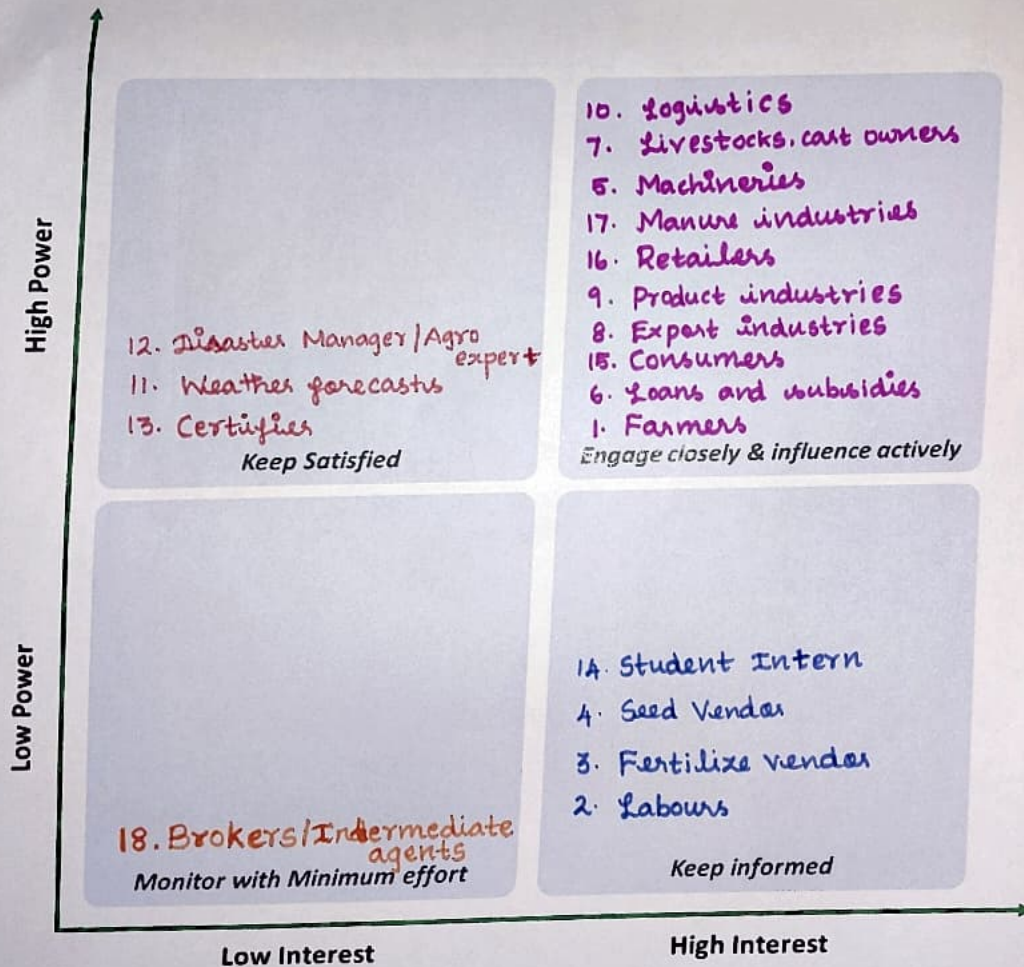 High Power
12. Disaster Manager/Agro
expert
11. Weather forecasts
13. Certifies
Keep Satisfied
10. Logistics
7. Livestocks, cast owners
5. Machineries
17. Manure industries
16. Retailers
9. Product industries
8. Export industries
15. Consumers
6. Loans and subsidies
1. Farmers
Engage closely & influence actively
Low Power
18. Brokers/Indermediate
agents
Monitor with Minimum effort
14. Student Intern
4. Seed Vendor
3. Fertilize vendor
2. Labours
Keep informed
Low Interest
High Interest